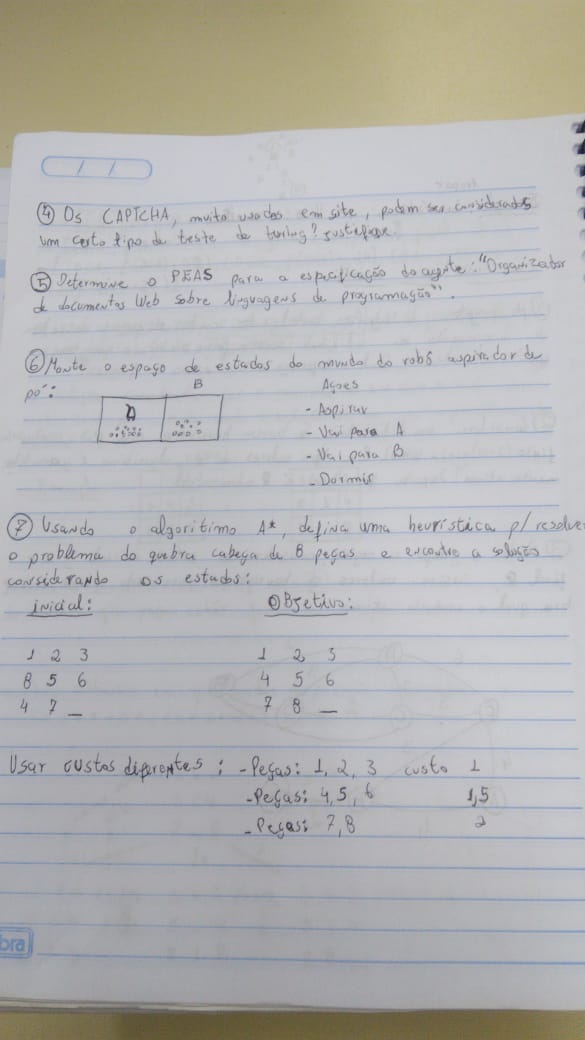 ④ Os CAPTCHA, muito usados em site, podem ser considerados
um certo tipo de teste de turing? justifique
⑤ Determine o PEAS para a especificação do agente: "Organizador
de documentos Web sobre linguagens de programação".
⑥ Monte o espaço de estados do mundo do robô aspirador de
pó:
B
Ações
- Aspirar
- Vai para A
- Vai para B
- Dormir
⑦ Usando o algoritimo A*, defina uma heurística p/ resolver
o problema do quebra cabeça de 8 peças e encontre a solução
considerando os estados:
inicial: Objetivo:
1 2 3 1 2 3
8 5 6 4 5 6
4 7 _ 7 8 _
Usar custos diferentes: - Peças: 1, 2, 3 custo 1
- Peças: 4, 5, 6 1,5
- Peças: 7, 8 2
bra